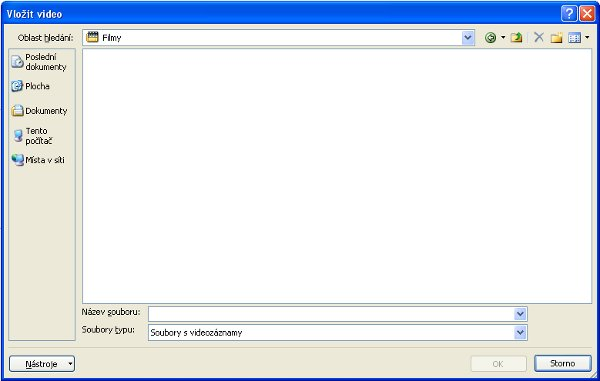 Vložit video
Oblast hledání:
Filmy
Poslední
dokumenty
Plocha
Dokumenty
Tento
počítač
Místa v síti
Název souboru:
Soubory typu:
Soubory s videozáznamy
Nástroje
OK
Storno